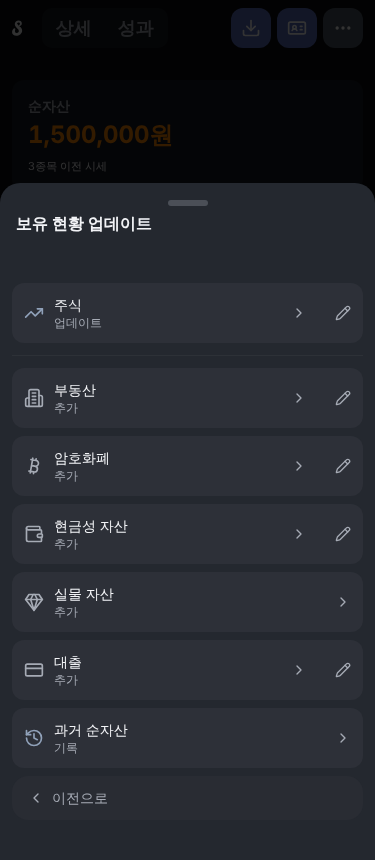 S
상세 성과
순자산
1,500,000원
3종목 이전 시세
보유 현황 업데이트
주식
업데이트
부동산
추가
암호화폐
추가
현금성 자산
추가
실물 자산
추가
대출
추가
과거 순자산
기록
이전으로